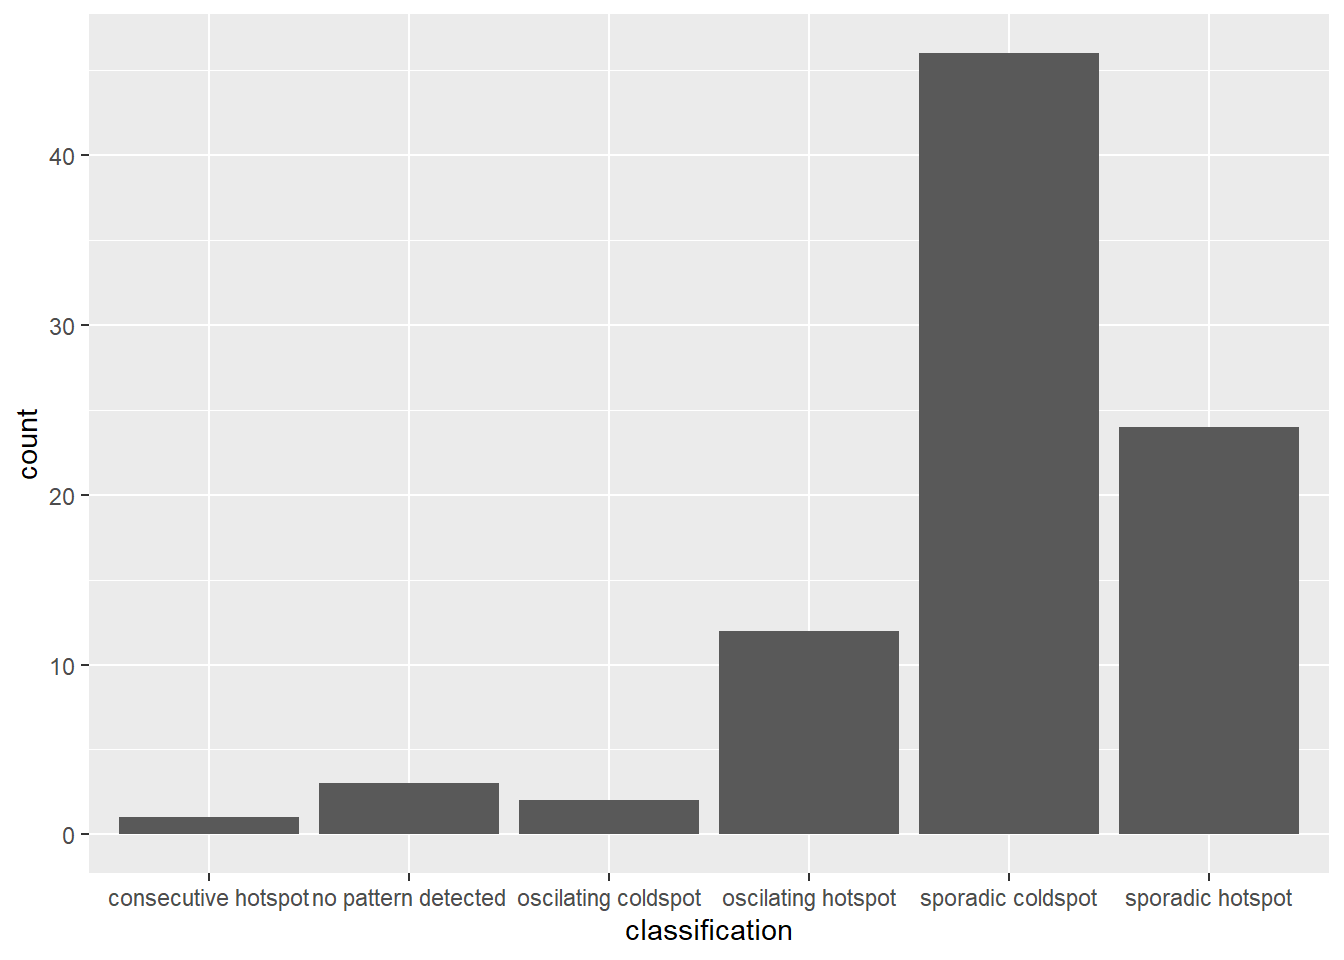 count
40
30
20
10
0
consecutive hotspot no pattern detected oscilating coldspot oscilating hotspot sporadic coldspot sporadic hotspot
classification